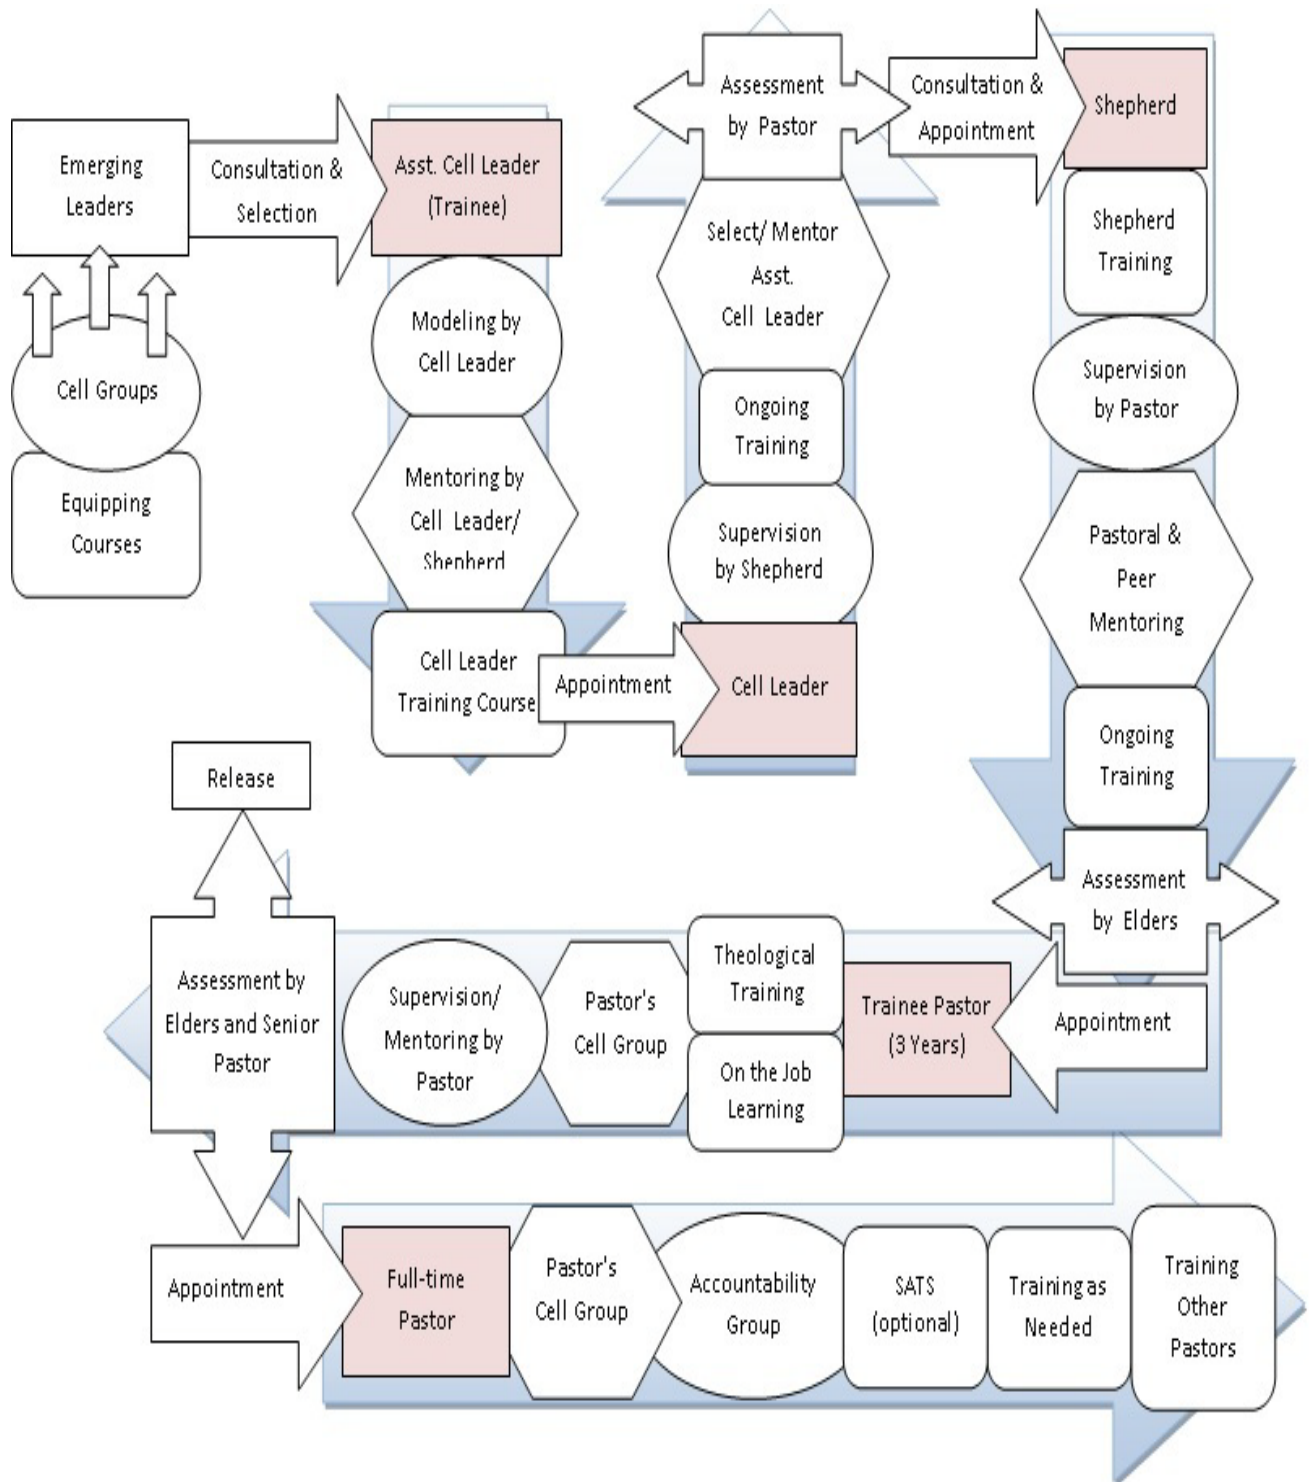 Emerging
Leaders
Consultation &
Selection
Asst. Cell Leader
(Trainee)
Cell Groups
Equipping
Courses
Modeling by
Cell Leader
Mentoring by
Cell Leader/
Shepherd
Cell Leader
Training Course
Appointment
Cell Leader
Supervision
by Shepherd
Ongoing
Training
Select/ Mentor
Asst.
Cell Leader
Assessment
by Pastor
Consultation &
Appointment
Shepherd
Shepherd
Training
Supervision
by Pastor
Pastoral &
Peer
Mentoring
Ongoing
Training
Assessment
by Elders
Appointment
Trainee Pastor
(3 Years)
Theological
Training
On the Job
Learning
Pastor's
Cell Group
Supervision/
Mentoring by
Pastor
Assessment by
Elders and Senior
Pastor
Release
Appointment
Full-time
Pastor
Pastor's
Cell Group
Accountability
Group
SATS
(optional)
Training as
Needed
Training
Other
Pastors